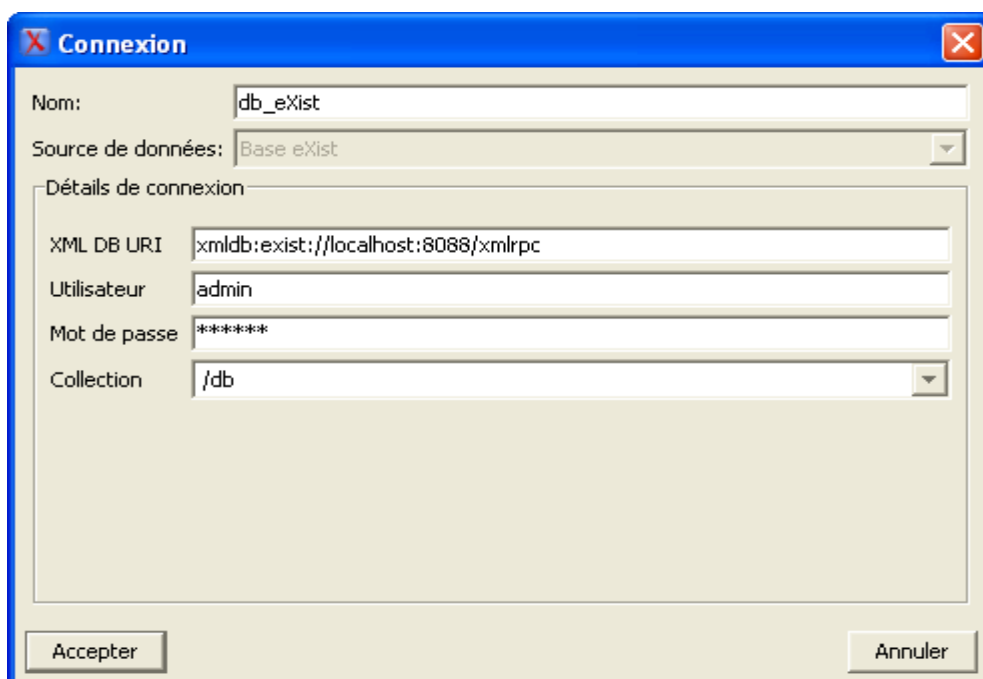 Connexion
Nom: db_eXist
Source de données: Base eXist
Détails de connexion
XML DB URI xmldb:exist://localhost:8088/xmlrpc
Utilisateur admin
Mot de passe ******
Collection /db
Accepter Annuler